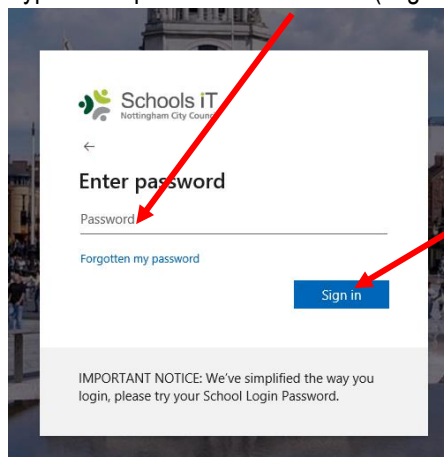 Schools iT
Nottingham City Council
Enter password
Password
Forgotten my password
Sign in
IMPORTANT NOTICE: We've simplified the way you
login, please try your School Login Password.